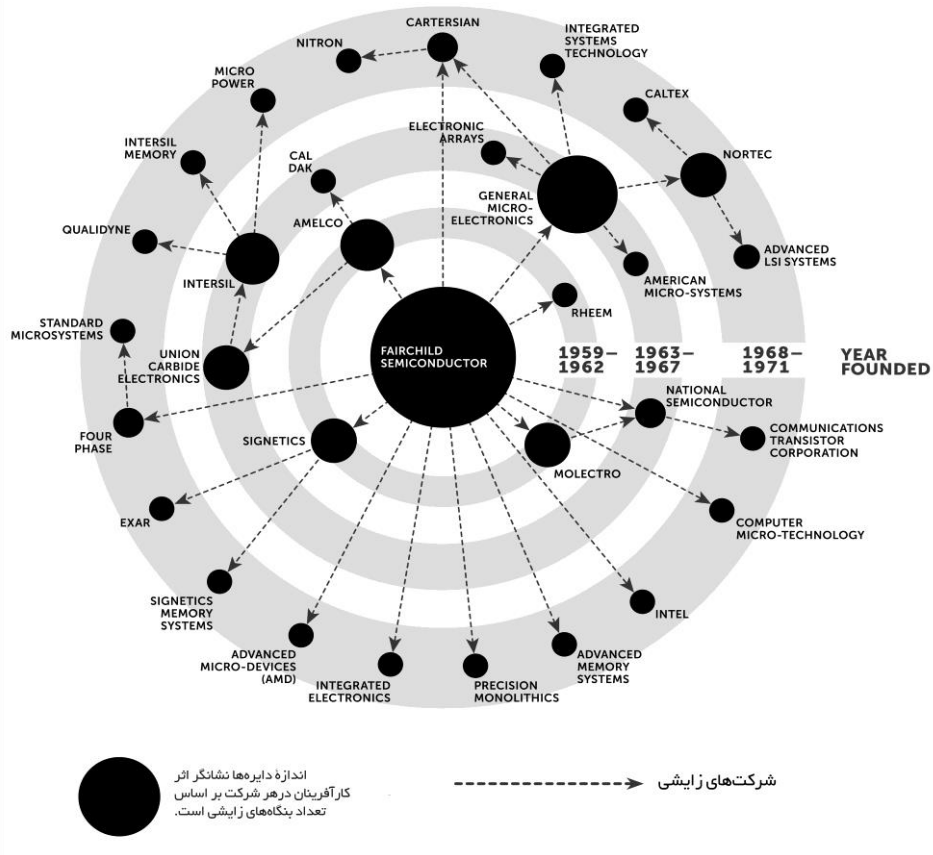 CARTERSIAN
NITRON
INTEGRATED
SYSTEMS
TECHNOLOGY
MICRO
POWER
CALTEX
ELECTRONIC
ARRAYS
INTERSIL
MEMORY
CAL
DAK
NORTEC
GENERAL
MICRO-
ELECTRONICS
AMELCO
QUALIDYNE
ADVANCED
LSI SYSTEMS
INTERSIL
AMERICAN
MICRO-SYSTEMS
RHEEM
STANDARD
MICROSYSTEMS
FAIRCHILD
SEMICONDUCTOR
UNION
CARBIDE
ELECTRONICS
1959–
1962
1963–
1967
1968–
1971
YEAR
FOUNDED
NATIONAL
SEMICONDUCTOR
FOUR
PHASE
SIGNETICS
COMMUNICATIONS
TRANSISTOR
CORPORATION
MOLECTRO
EXAR
COMPUTER
MICRO-TECHNOLOGY
SIGNETICS
MEMORY
SYSTEMS
INTEL
ADVANCED
MICRO-DEVICES
(AMD)
INTEGRATED
ELECTRONICS
PRECISION
MONOLITHICS
ADVANCED
MEMORY
SYSTEMS
اندازهٔ دایره‌ها نشانگر اثر
کارآفرینان درهر شرکت بر اساس
تعداد بنگاه‌های زایشی است.
شرکت‌های زایشی